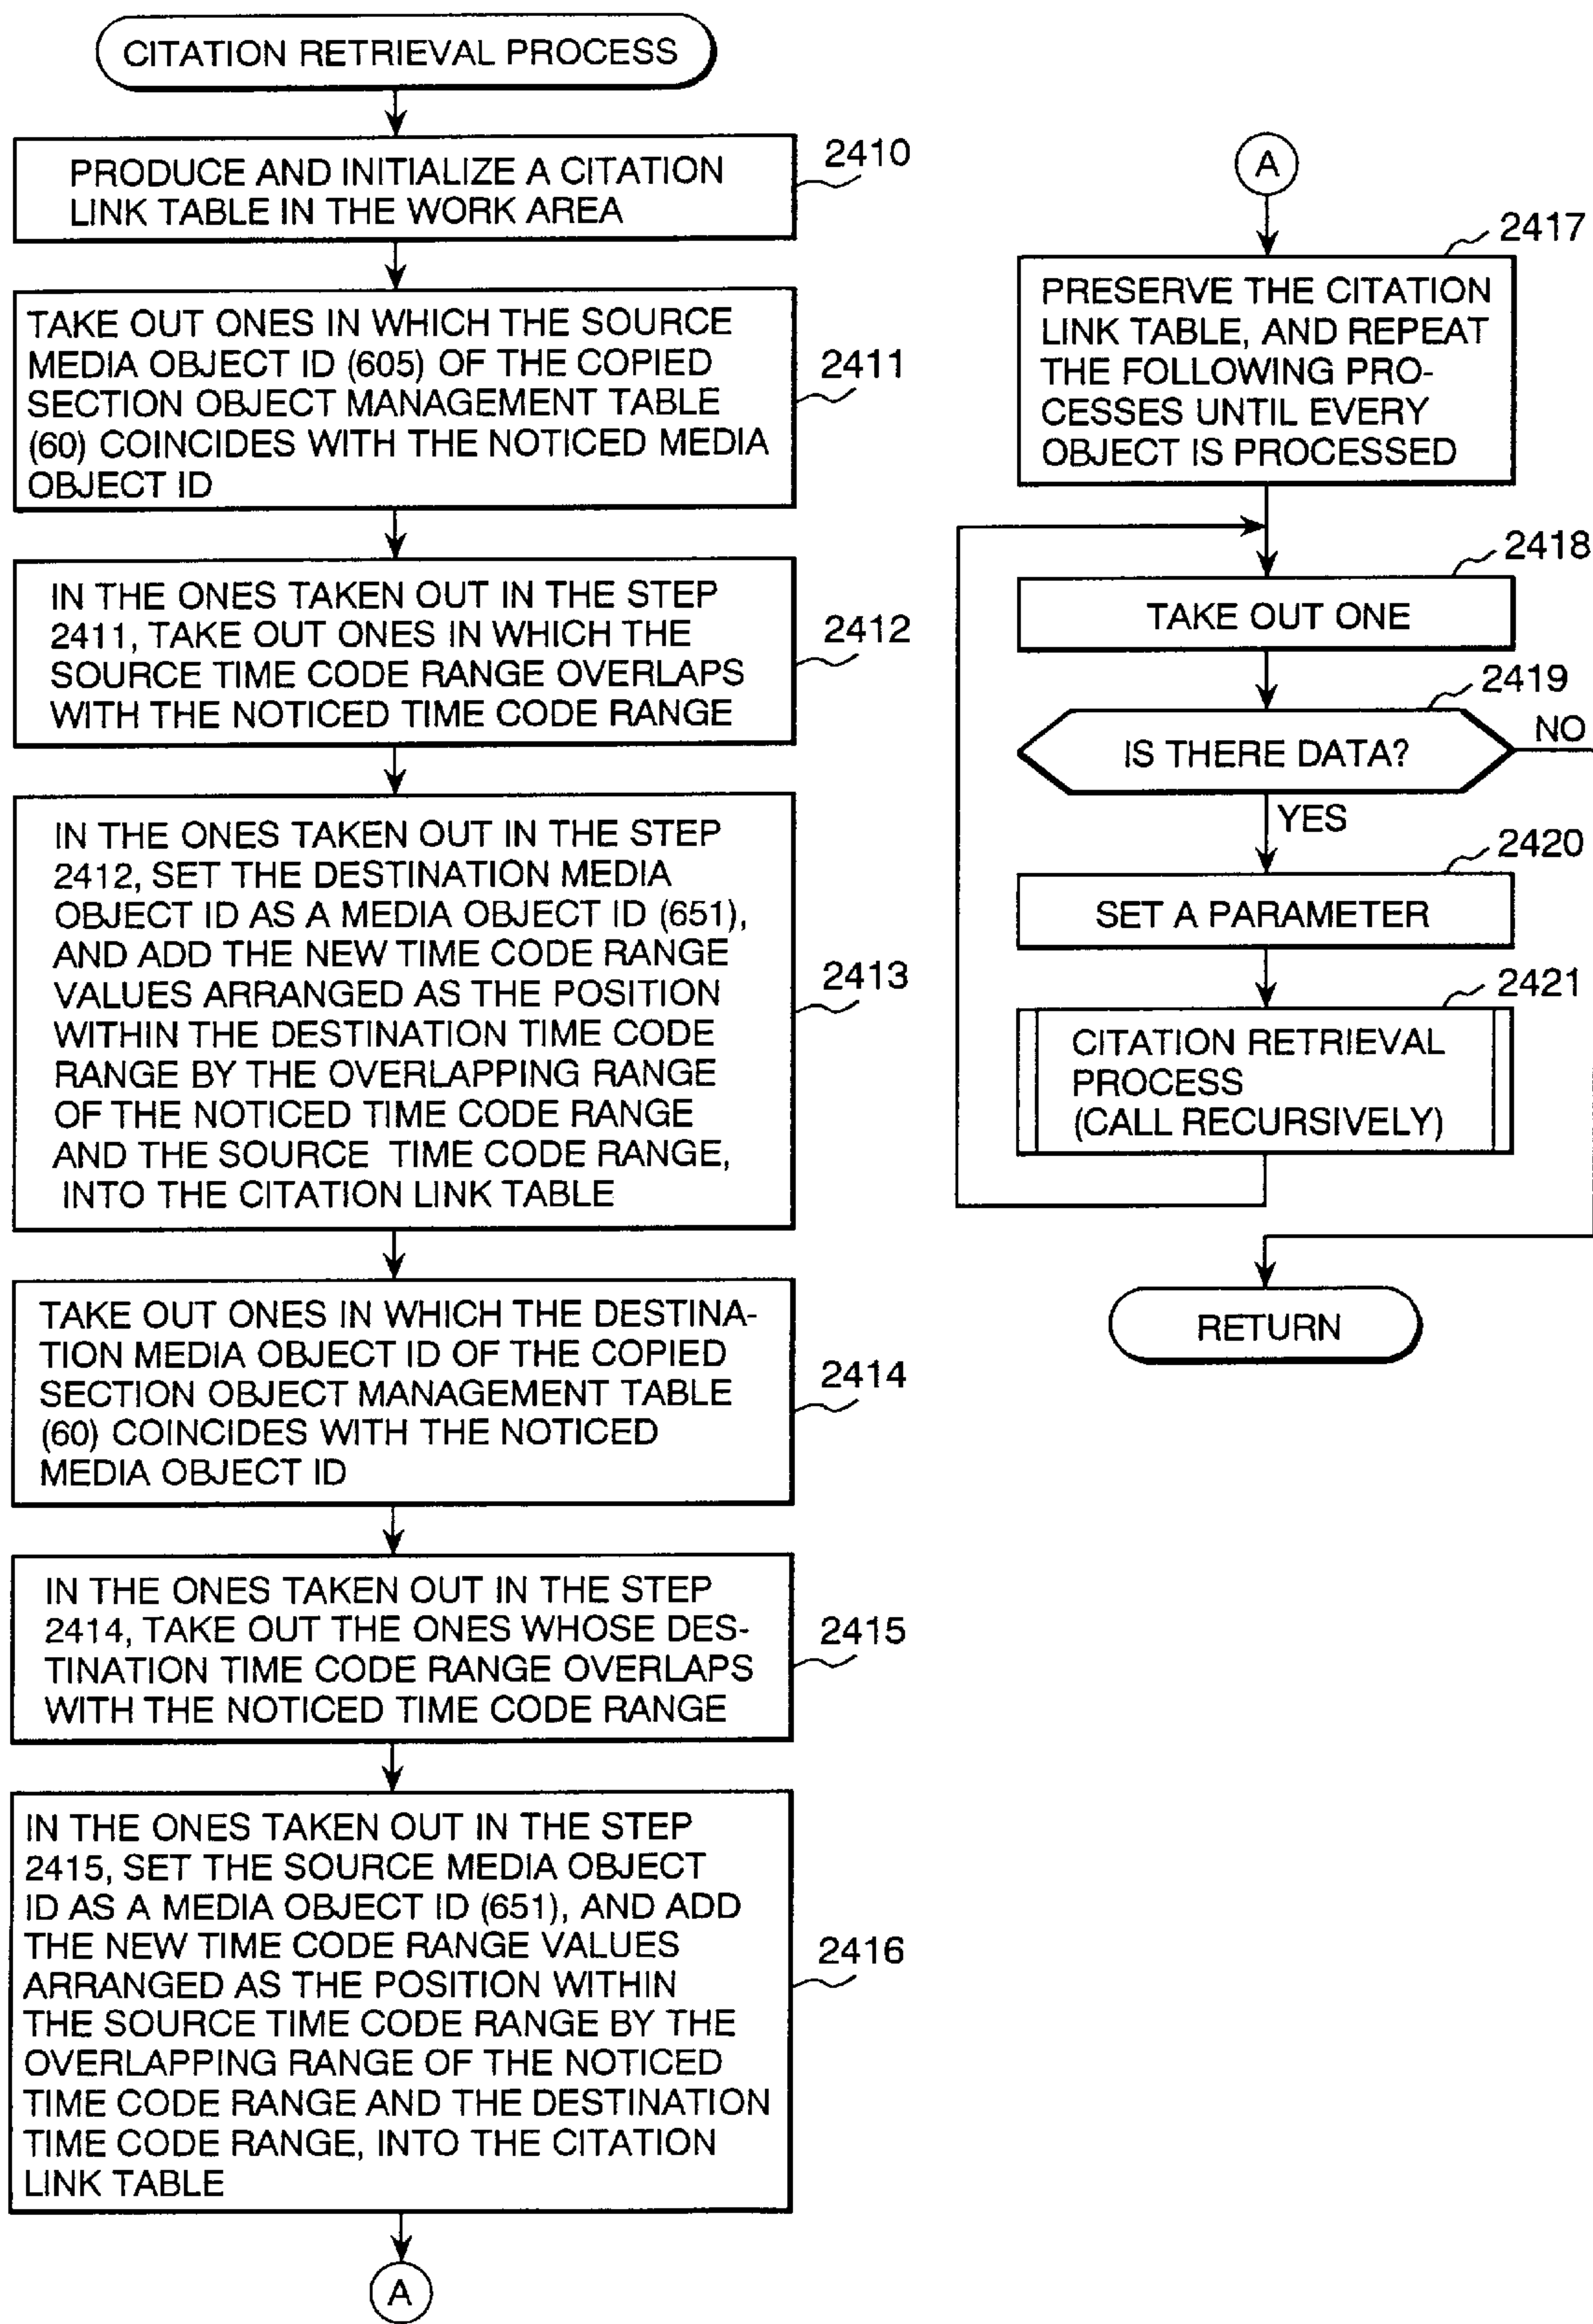 CITATION RETRIEVAL PROCESS
PRODUCE AND INITIALIZE A CITATION
LINK TABLE IN THE WORK AREA
2410
TAKE OUT ONES IN WHICH THE SOURCE
MEDIA OBJECT ID (605) OF THE COPIED
SECTION OBJECT MANAGEMENT TABLE
(60) COINCIDES WITH THE NOTICED MEDIA
OBJECT ID
2411
IN THE ONES TAKEN OUT IN THE STEP
2411, TAKE OUT ONES IN WHICH THE
SOURCE TIME CODE RANGE OVERLAPS
WITH THE NOTICED TIME CODE RANGE
2412
IN THE ONES TAKEN OUT IN THE STEP
2412, SET THE DESTINATION MEDIA
OBJECT ID AS A MEDIA OBJECT ID (651),
AND ADD THE NEW TIME CODE RANGE
VALUES ARRANGED AS THE POSITION
WITHIN THE DESTINATION TIME CODE
RANGE BY THE OVERLAPPING RANGE
OF THE NOTICED TIME CODE RANGE
AND THE SOURCE TIME CODE RANGE,
INTO THE CITATION LINK TABLE
2413
TAKE OUT ONES IN WHICH THE DESTINA-
TION MEDIA OBJECT ID OF THE COPIED
SECTION OBJECT MANAGEMENT TABLE
(60) COINCIDES WITH THE NOTICED
MEDIA OBJECT ID
2414
IN THE ONES TAKEN OUT IN THE STEP
2414, TAKE OUT THE ONES WHOSE DES-
TINATION TIME CODE RANGE OVERLAPS
WITH THE NOTICED TIME CODE RANGE
2415
IN THE ONES TAKEN OUT IN THE STEP
2415, SET THE SOURCE MEDIA OBJECT
ID AS A MEDIA OBJECT ID (651), AND ADD
THE NEW TIME CODE RANGE VALUES
ARRANGED AS THE POSITION WITHIN
THE SOURCE TIME CODE RANGE BY THE
OVERLAPPING RANGE OF THE NOTICED
TIME CODE RANGE AND THE DESTINATION
TIME CODE RANGE, INTO THE CITATION
LINK TABLE
2416
A
A
2417
PRESERVE THE CITATION
LINK TABLE, AND REPEAT
THE FOLLOWING PRO-
CESSES UNTIL EVERY
OBJECT IS PROCESSED
2418
TAKE OUT ONE
2419
IS THERE DATA?
NO
YES
2420
SET A PARAMETER
2421
CITATION RETRIEVAL
PROCESS
(CALL RECURSIVELY)
RETURN